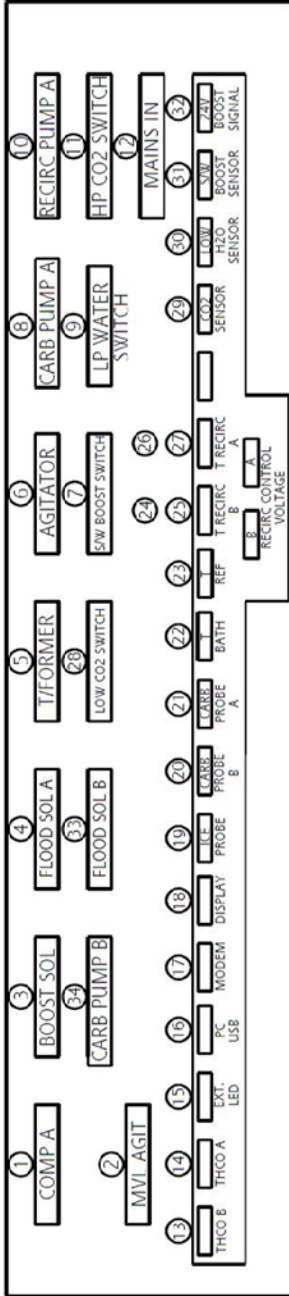 1
3
4
5
6
8
10
COMP A
BOOST SOL
FLOOD SOL A
T/FORMER
AGITATOR
CARB PUMP A
RECIRC PUMP A
2
34
33
28
7
9
11
12
MVL AGIT
CARB PUMP B
FLOOD SOL B
LOW CO2 SWITCH
S/W BOOST SWITCH
LP WATER
SWITCH
HP CO2 SWITCH
MAINS IN
24
26
13
14
15
16
17
18
19
20
21
22
23
25
27
29
30
31
32
THCO B
THCO A
EXT.
LED
PC
USB
MODEM
DISPLAY
ICE
PROBE
CARB
PROBE
B
CARB
PROBE
A
T
BATH
T
REF
T RECIRC
B
T RECIRC
A
CO2
SENSOR
LOW
H2O
SENSOR
S/W
BOOST
SENSOR
24V
BOOST
SIGNAL
B
A
RECIRC CONTROL
VOLTAGE